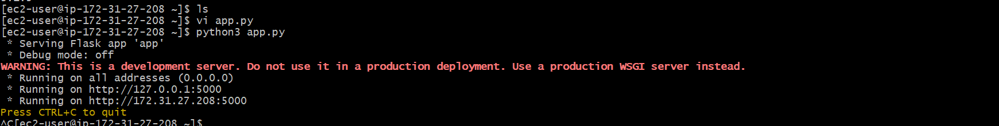 [ec2-user@ip-172-31-27-208 ~]$ ls
[ec2-user@ip-172-31-27-208 ~]$ vi app.py
[ec2-user@ip-172-31-27-208 ~]$ python3 app.py
 * Serving Flask app 'app'
 * Debug mode: off
WARNING: This is a development server. Do not use it in a production deployment. Use a production WSGI server instead.
 * Running on all addresses (0.0.0.0)
 * Running on http://127.0.0.1:5000
 * Running on http://172.31.27.208:5000
Press CTRL+C to quit
^C[ec2-user@ip-172-31-27-208 ~]$